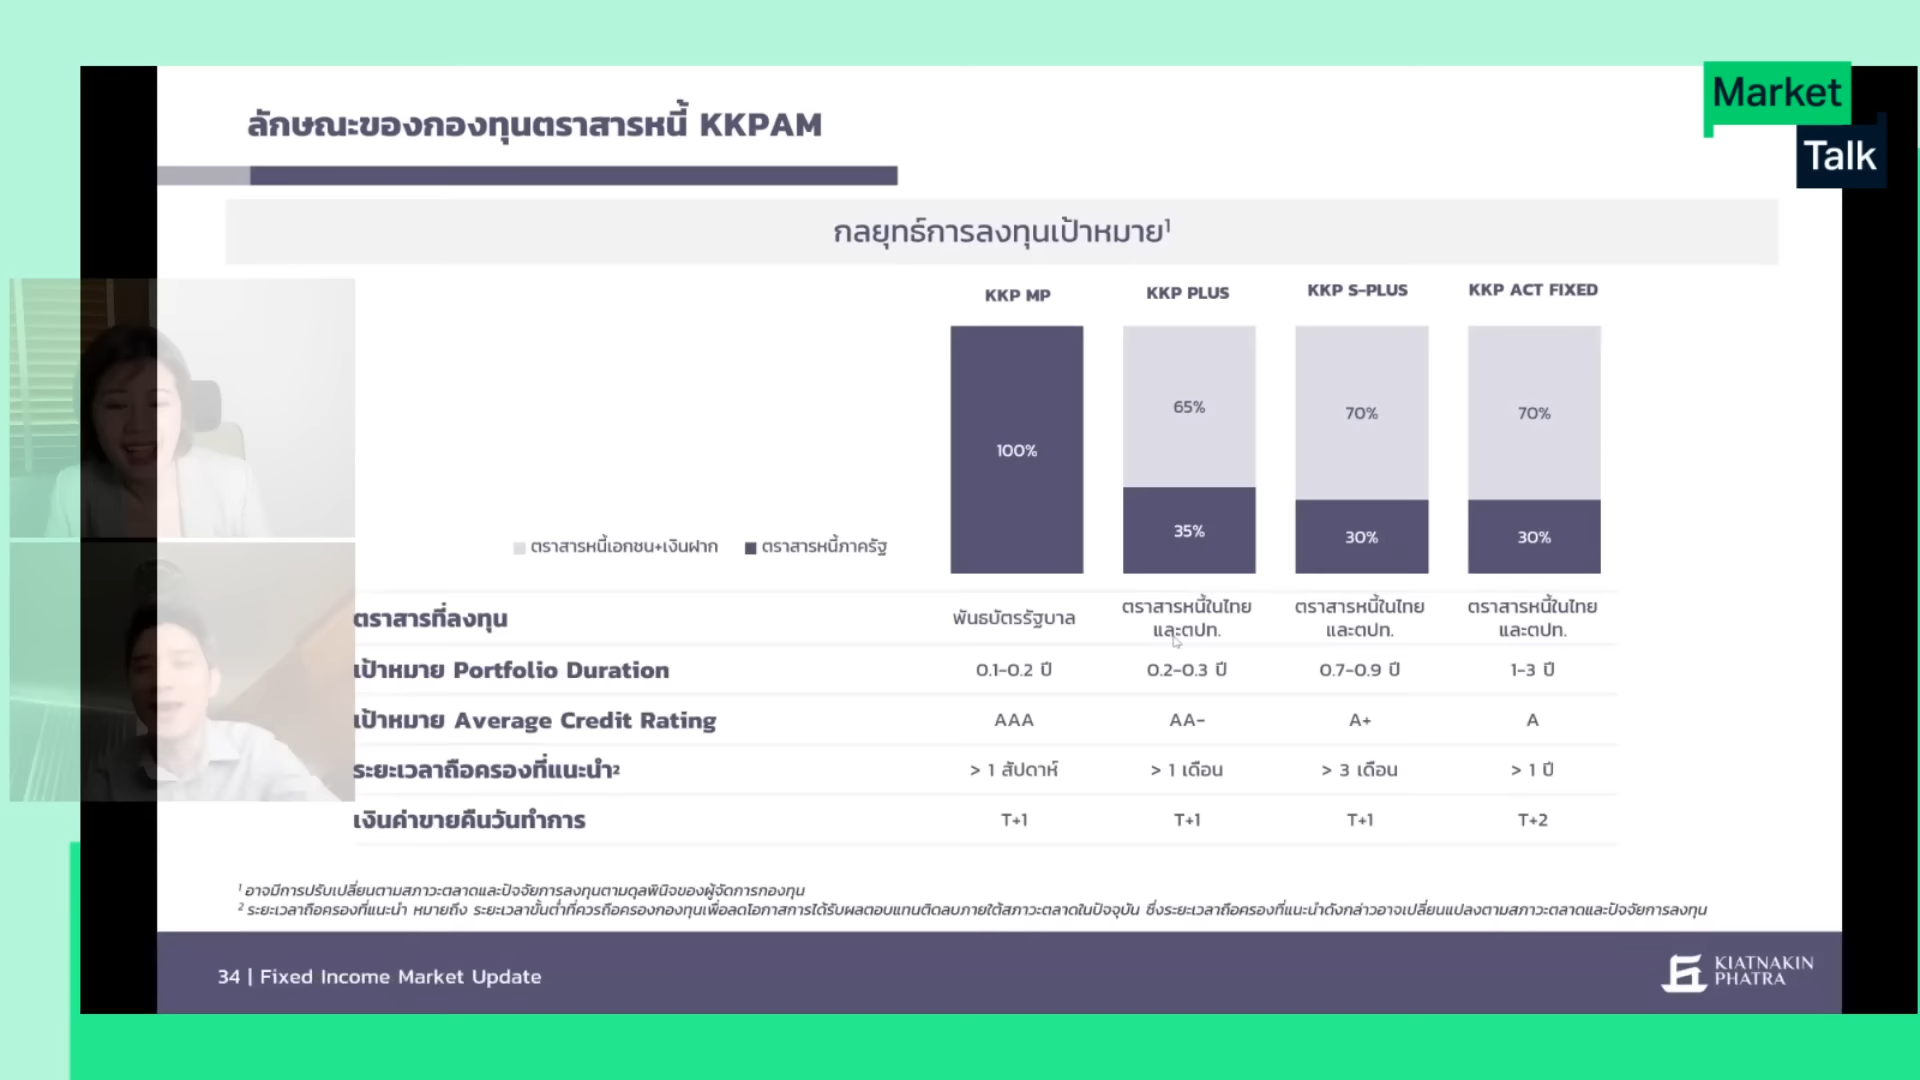 Market
Talk
ลักษณะของกองทุนตราสารหนี้ KKPAM
กลยุทธ์การลงทุนเป้าหมาย¹
KKP MP KKP PLUS KKP S-PLUS KKP ACT FIXED
65% 70% 70%
100%
35% 30% 30%
ตราสารหนี้เอกชน+เงินฝาก ตราสารหนี้ภาครัฐ
ตราสารที่ลงทุน พันธบัตรรัฐบาล ตราสารหนี้ในไทย ตราสารหนี้ในไทย ตราสารหนี้ในไทย
และตปท. และตปท. และตปท.
เป้าหมาย Portfolio Duration 0.1-0.2 ปี 0.2-0.3 ปี 0.7-0.9 ปี 1-3 ปี
เป้าหมาย Average Credit Rating AAA AA- A+ A
ระยะเวลาถือครองที่แนะนำ² > 1 สัปดาห์ > 1 เดือน > 3 เดือน > 1 ปี
เงินค่าขายคืนวันทำการ T+1 T+1 T+1 T+2
¹ อาจมีการปรับเปลี่ยนตามสภาวะตลาดและปัจจัยการลงทุนตามดุลพินิจของผู้จัดการกองทุน
² ระยะเวลาถือครองที่แนะนำ หมายถึง ระยะเวลาขั้นต่ำที่ควรถือครองกองทุนเพื่อลดโอกาสการได้รับผลตอบแทนติดลบภายใต้สภาวะตลาดในปัจจุบัน ซึ่งระยะเวลาถือครองที่แนะนำดังกล่าวอาจเปลี่ยนแปลงตามสภาวะตลาดและปัจจัยการลงทุน
34 | Fixed Income Market Update
KIATNAKIN
PHATRA